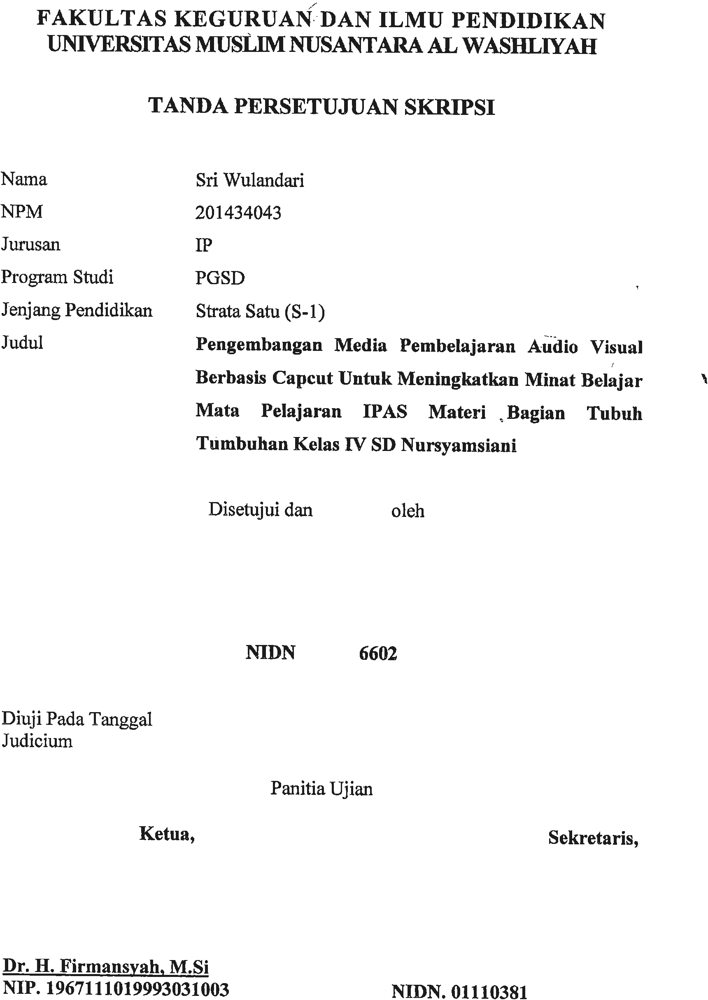 FAKULTAS KEGURUAN DAN ILMU PENDIDIKAN
UNIVERSITAS MUSLIM NUSANTARA AL WASHLIYAH
TANDA PERSETUJUAN SKRIPSI
Nama Sri Wulandari
NPM 201434043
Jurusan IP
Program Studi PGSD
Jenjang Pendidikan Strata Satu (S-1)
Judul Pengembangan Media Pembelajaran Audio Visual
Berbasis Capcut Untuk Meningkatkan Minat Belajar
Mata Pelajaran IPAS Materi Bagian Tubuh
Tumbuhan Kelas IV SD Nursyamsiani
Disetujui dan oleh
NIDN 6602
Diuji Pada Tanggal
Judicium
Panitia Ujian
Ketua, Sekretaris,
Dr. H. Firmansyah, M.Si
NIP. 1967111019993031003 NIDN. 01110381